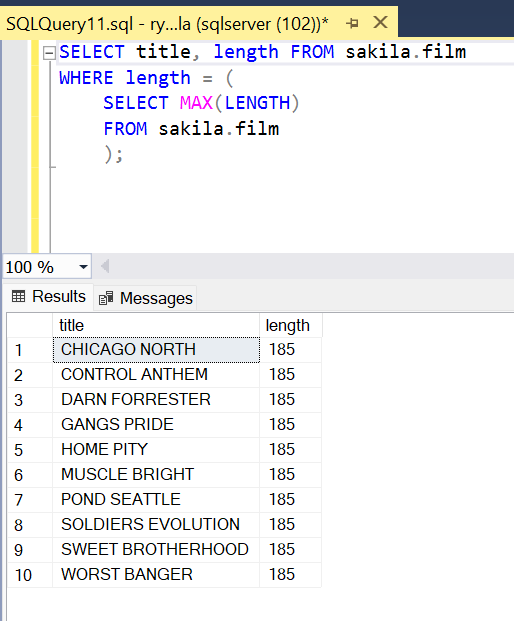 SQLQuery11.sql - ry...la (sqlserver (102))*
SELECT title, length FROM sakila.film
WHERE length = (
SELECT MAX(LENGTH)
FROM sakila.film
);
100 %
Results Messages
title length
1 CHICAGO NORTH 185
2 CONTROL ANTHEM 185
3 DARN FORRESTER 185
4 GANGS PRIDE 185
5 HOME PITY 185
6 MUSCLE BRIGHT 185
7 POND SEATTLE 185
8 SOLDIERS EVOLUTION 185
9 SWEET BROTHERHOOD 185
10 WORST BANGER 185